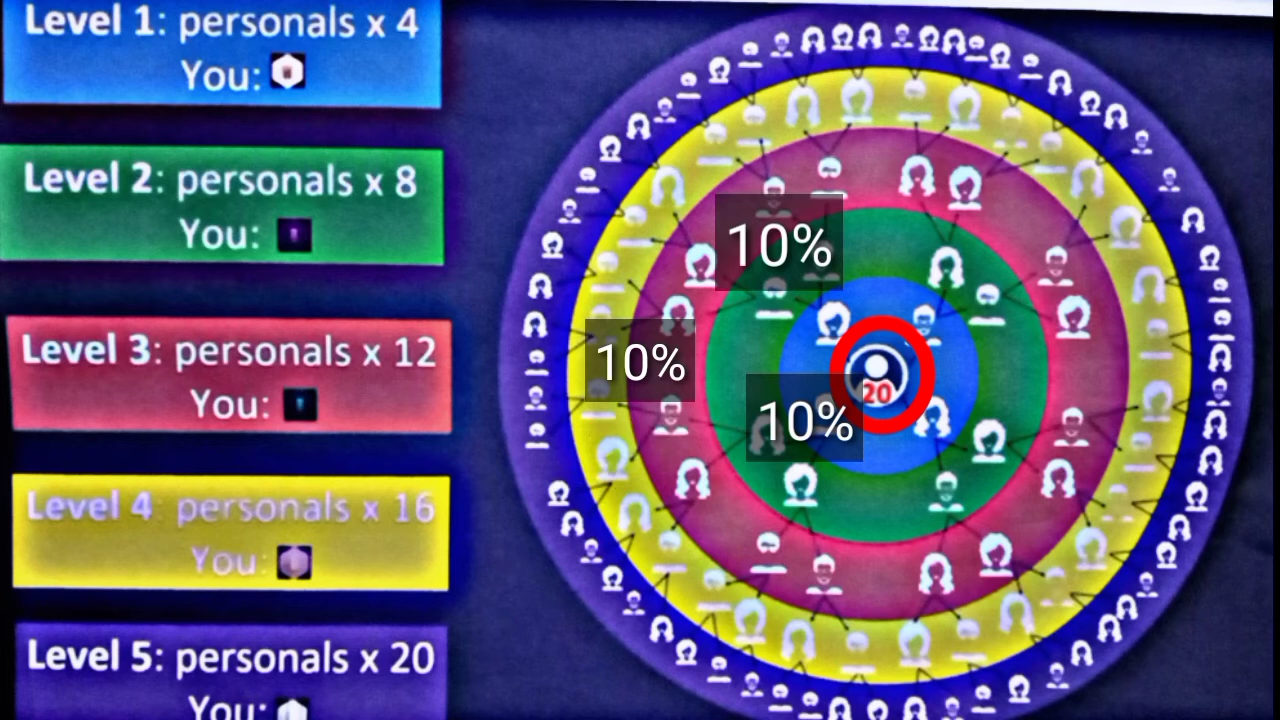 Level 1: personals x 4
You:
Level 2: personals x 8
You:
Level 3: personals x 12
You:
Level 4: personals x 16
You:
Level 5: personals x 20
You:
10%
10%
10%
20